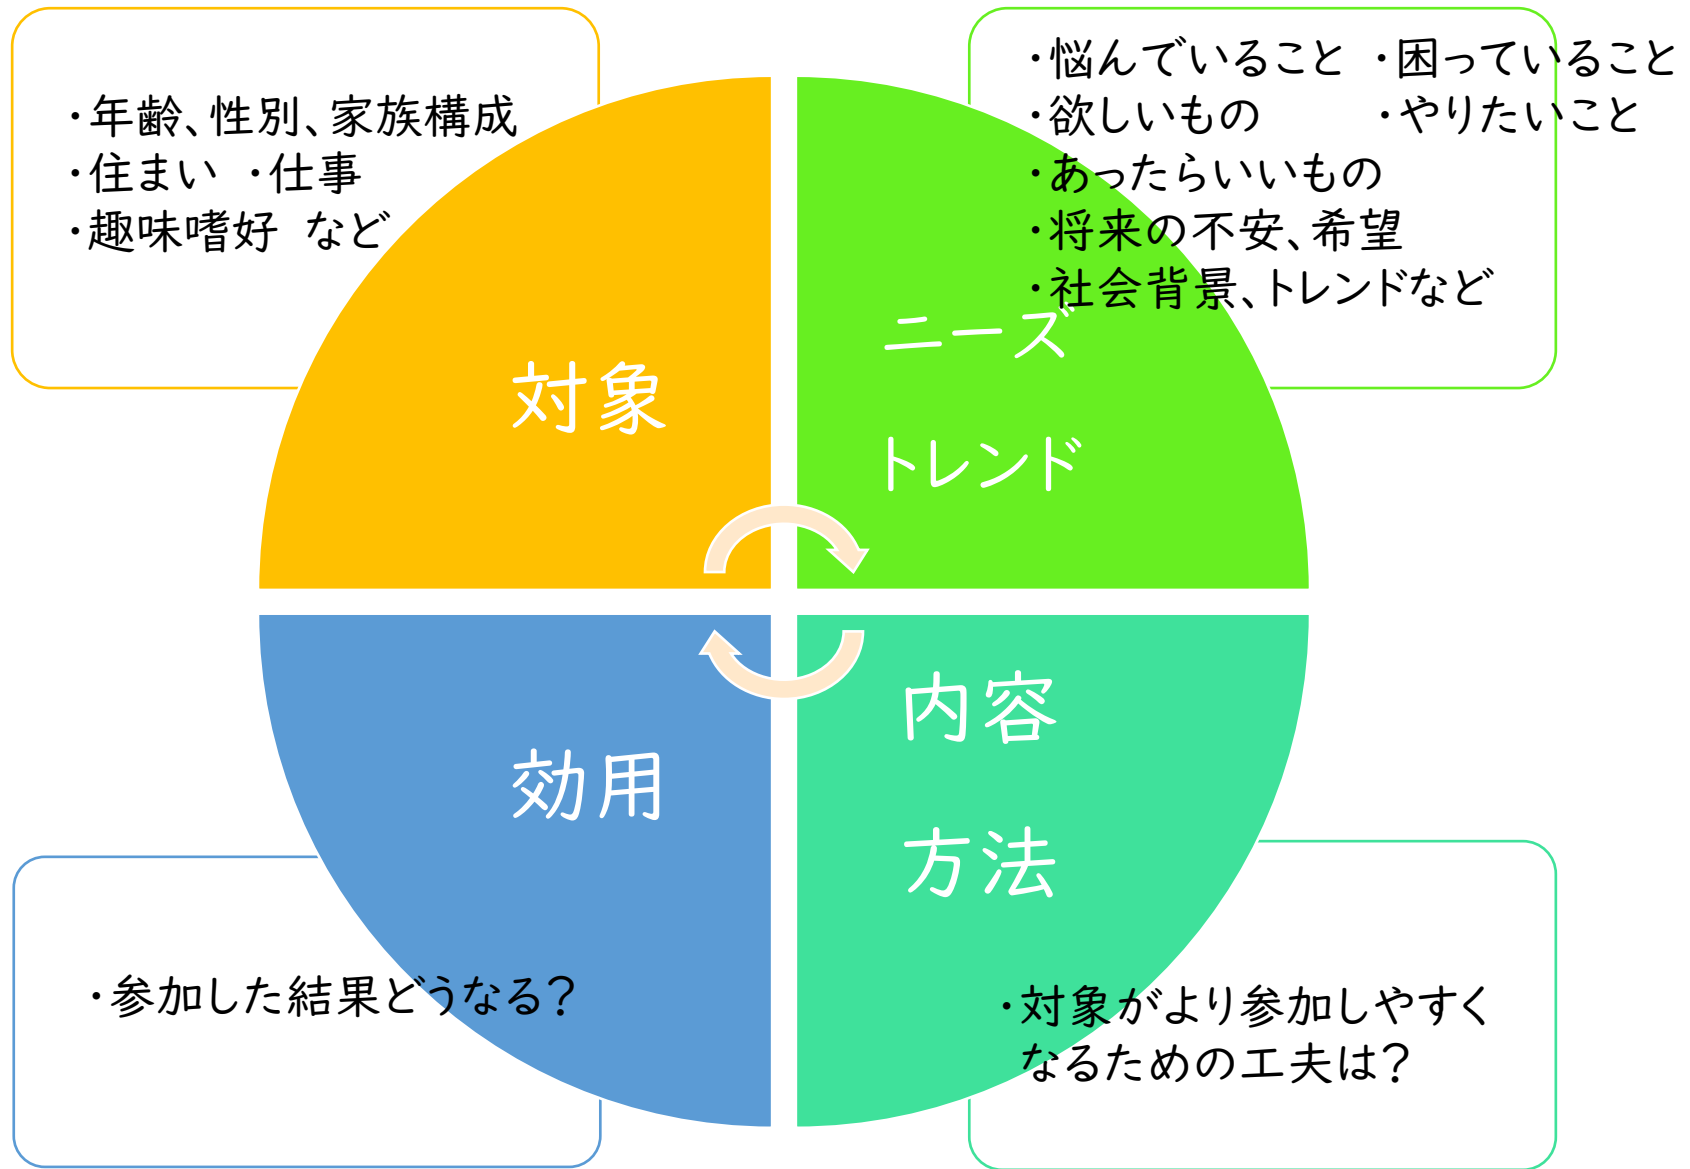 ・年齢、性別、家族構成
・住まい ・仕事
・趣味嗜好 など
対象
・悩んでいること ・困っていること
・欲しいもの ・やりたいこと
・あったらいいもの
・将来の不安、希望
・社会背景、トレンドなど
ニーズ
トレンド
内容
方法
・対象がより参加しやすく
なるための工夫は？
効用
・参加した結果どうなる？